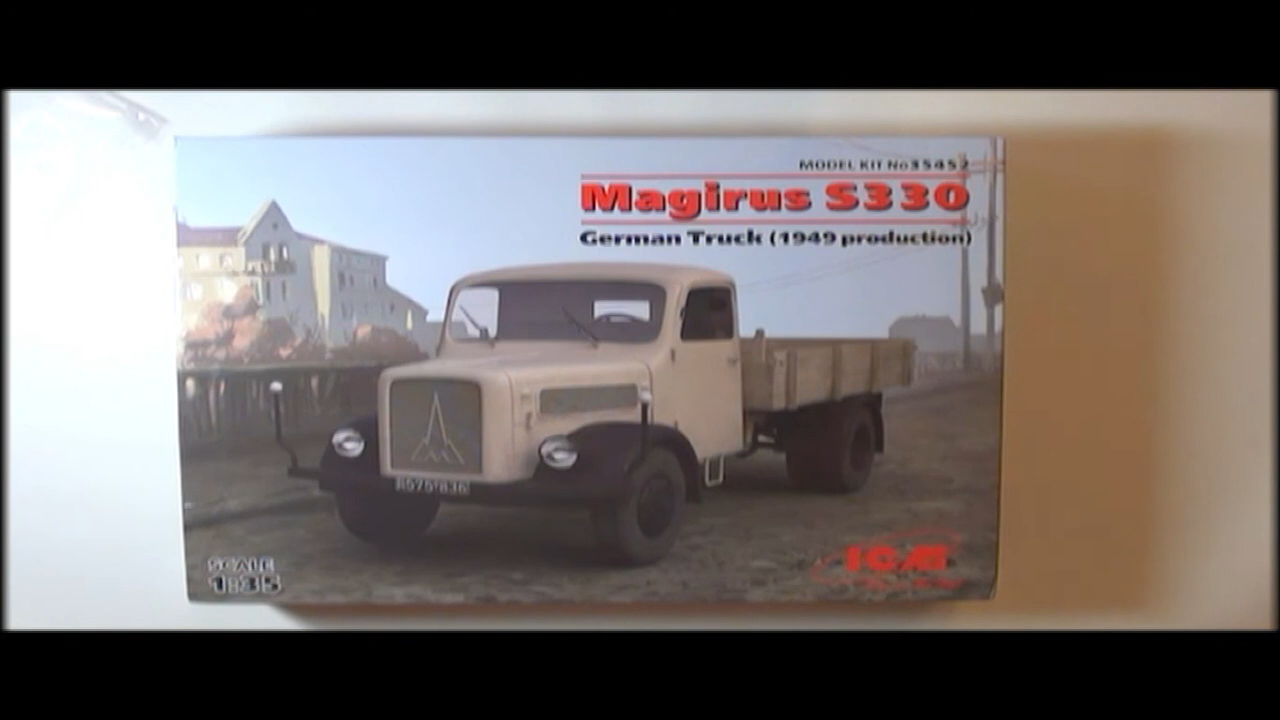 MODEL KIT No35452
Magirus S330
German Truck (1949 production)
SCALE
1:35
ICM